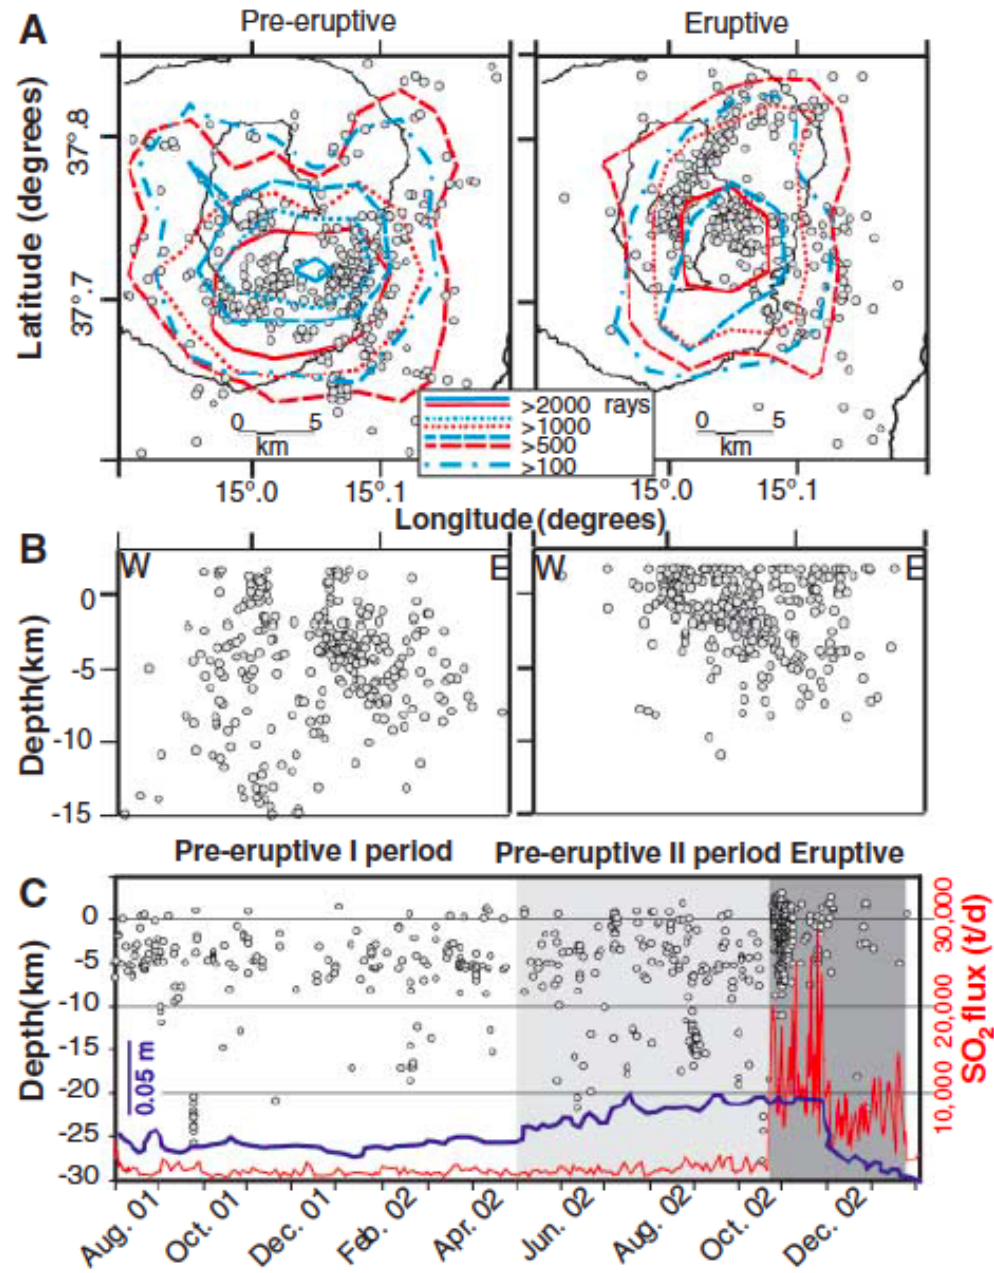 A
Pre-eruptive
Eruptive
Latitude (degrees)
37°.8
37°.7
0 5
km
>2000 rays
>1000
>500
>100
0 5
km
15°.0
15°.1
15°.0
15°.1
Longitude (degrees)
B
W
E
W
E
Depth(km)
0
-5
-10
-15
Pre-eruptive I period
Pre-eruptive II period
Eruptive
C
Depth(km)
0
-5
-10
-15
-20
-25
-30
0.05 m
30,000
20,000
10,000
SO2 flux (t/d)
Aug. 01
Oct. 01
Dec. 01
Feb. 02
Apr. 02
Jun. 02
Aug. 02
Oct. 02
Dec. 02